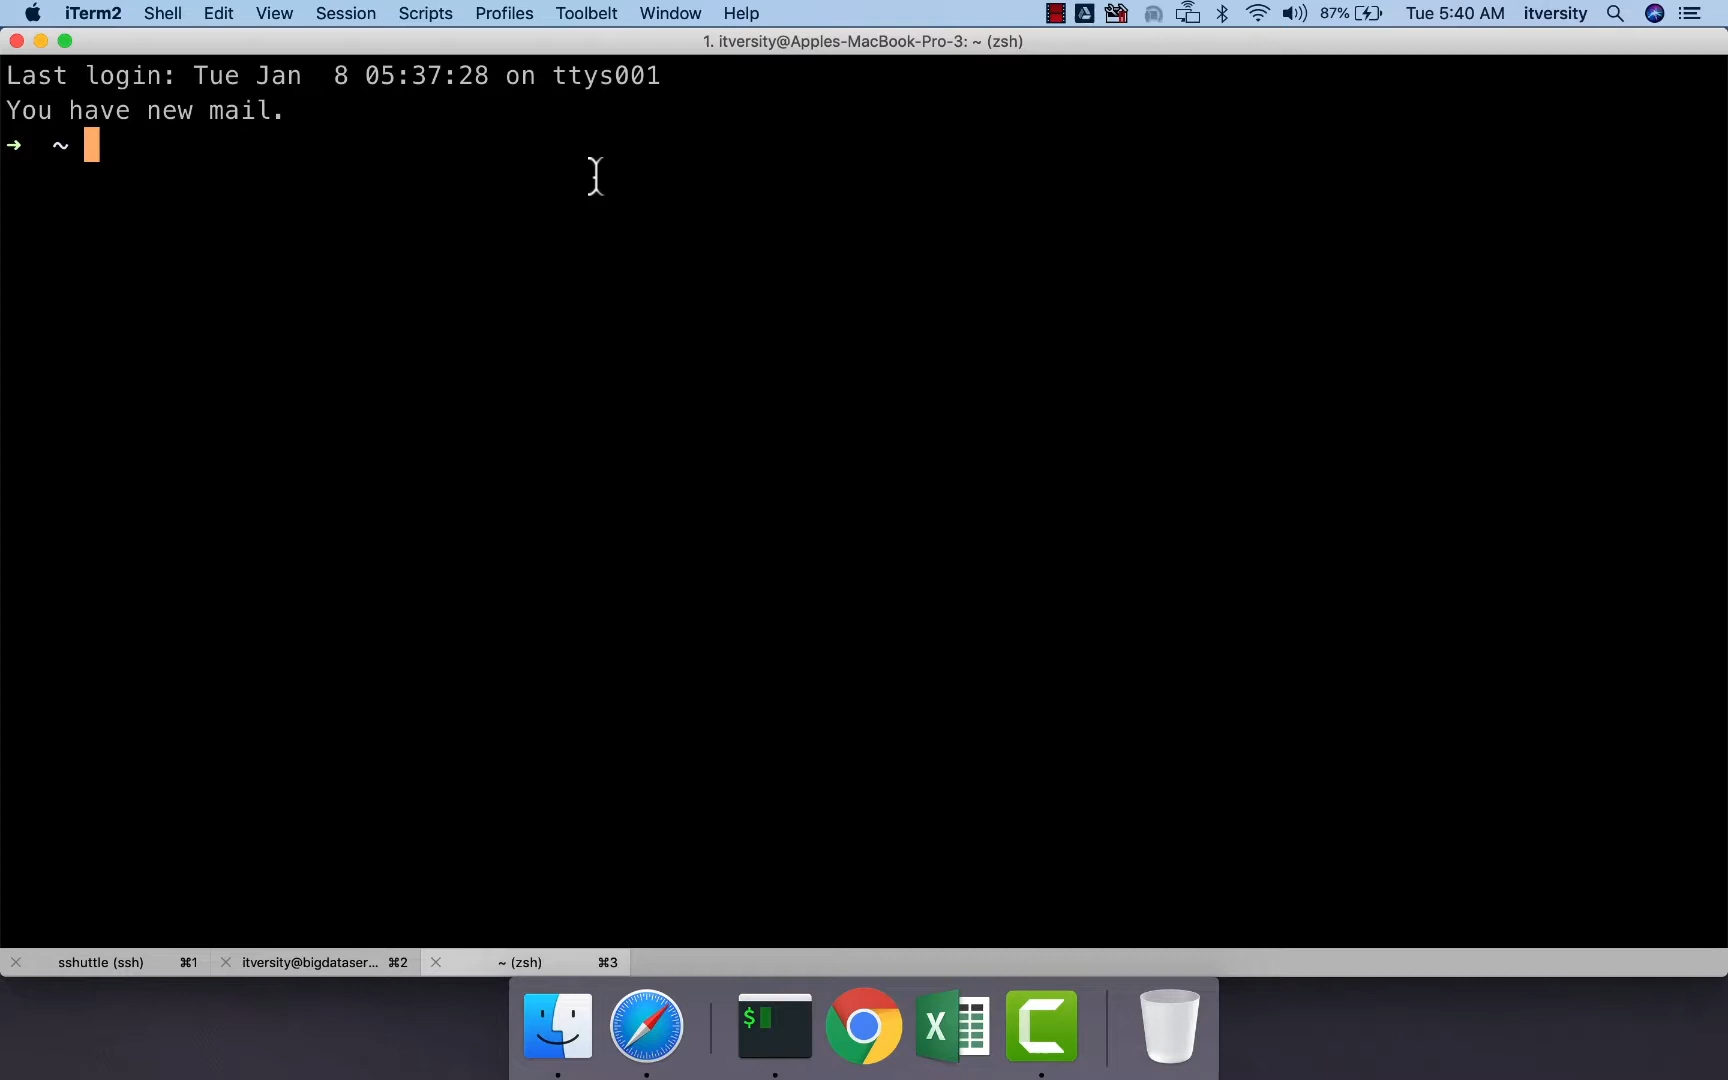 iTerm2 Shell Edit View Session Scripts Profiles Toolbelt Window Help 87% Tue 5:40 AM itversity
1. itversity@Apples-MacBook-Pro-3: ~ (zsh)
Last login: Tue Jan  8 05:37:28 on ttys001
You have new mail.
➜  ~
sshuttle (ssh) ⌘1 itversity@bigdataser... ⌘2 ~ (zsh) ⌘3
$
X